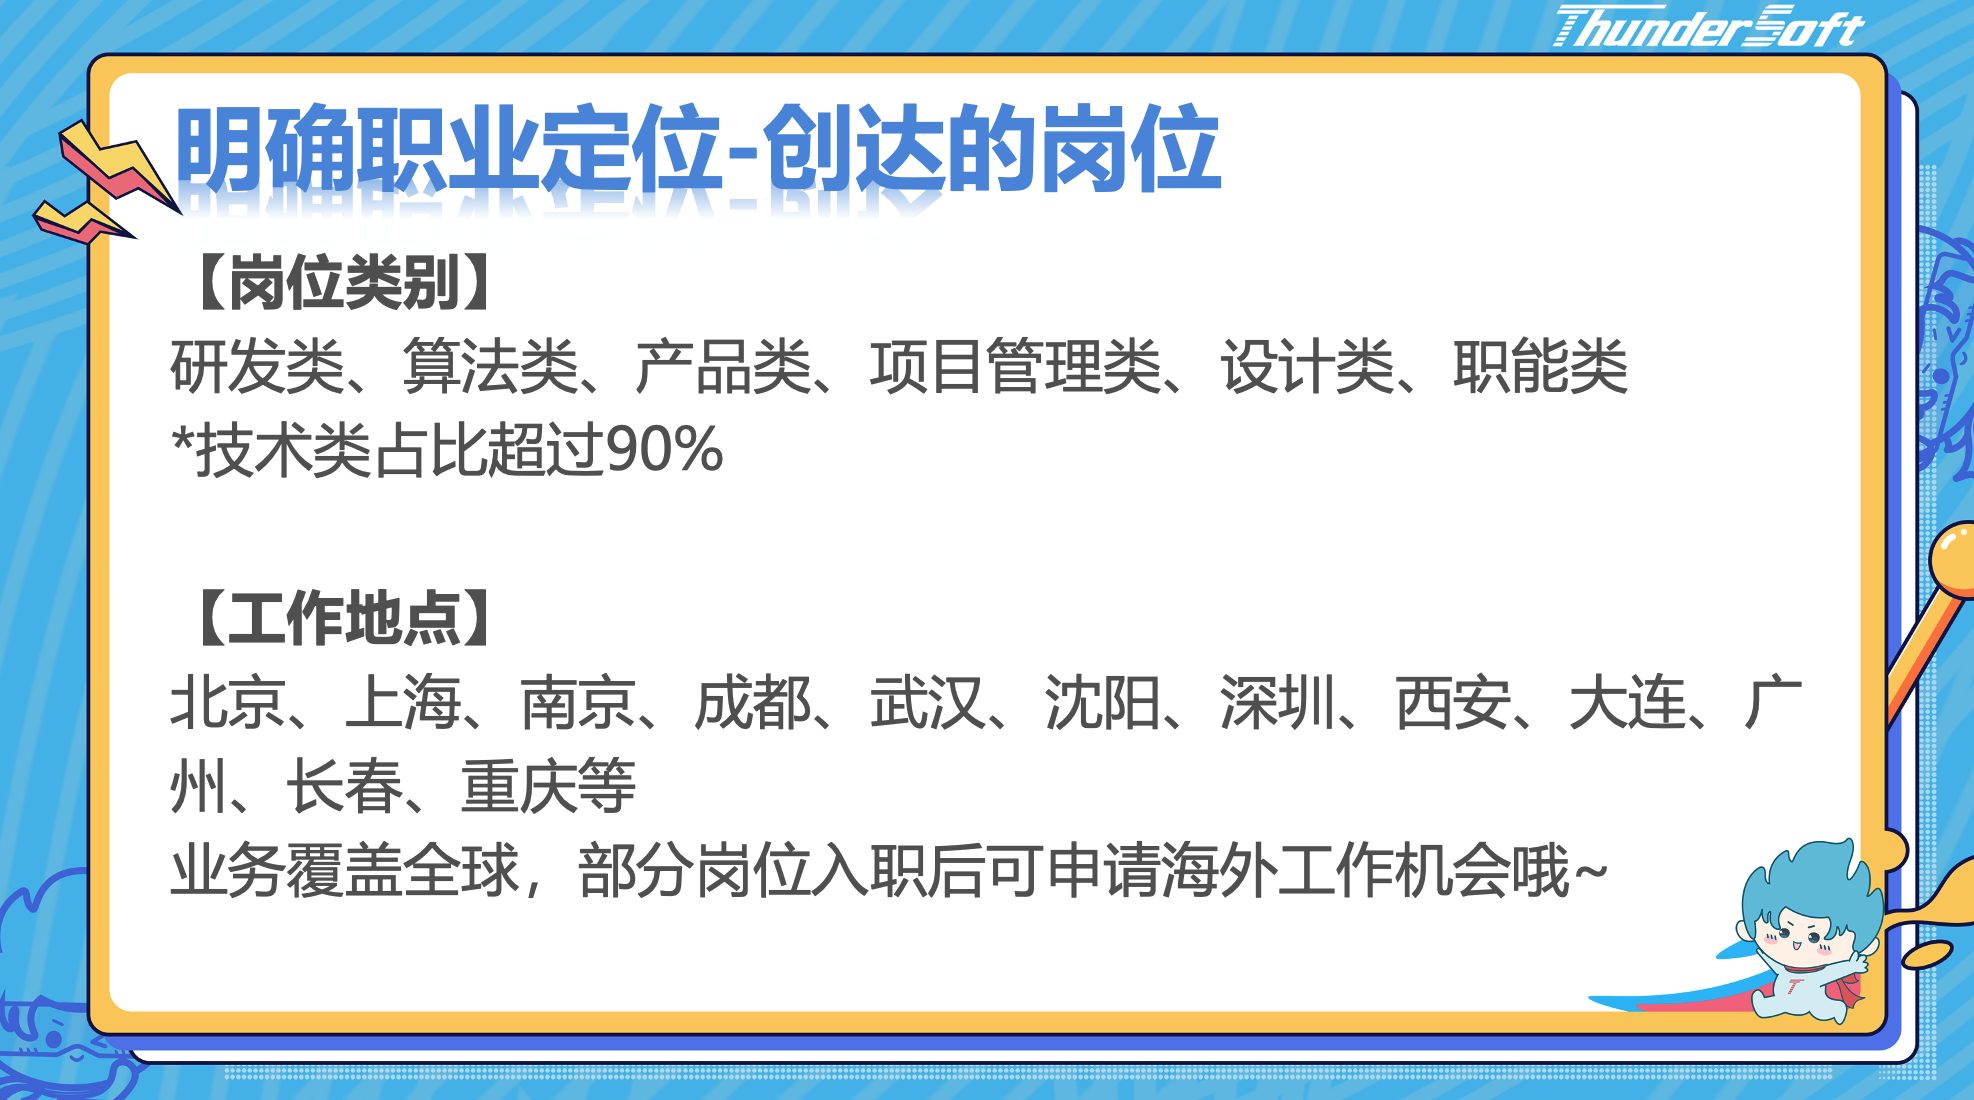 ThunderSoft
明确职业定位-创达的岗位
【岗位类别】
研发类、算法类、产品类、项目管理类、设计类、职能类
*技术类占比超过90%
【工作地点】
北京、上海、南京、成都、武汉、沈阳、深圳、西安、大连、广
州、长春、重庆等
业务覆盖全球，部分岗位入职后可申请海外工作机会哦~
T